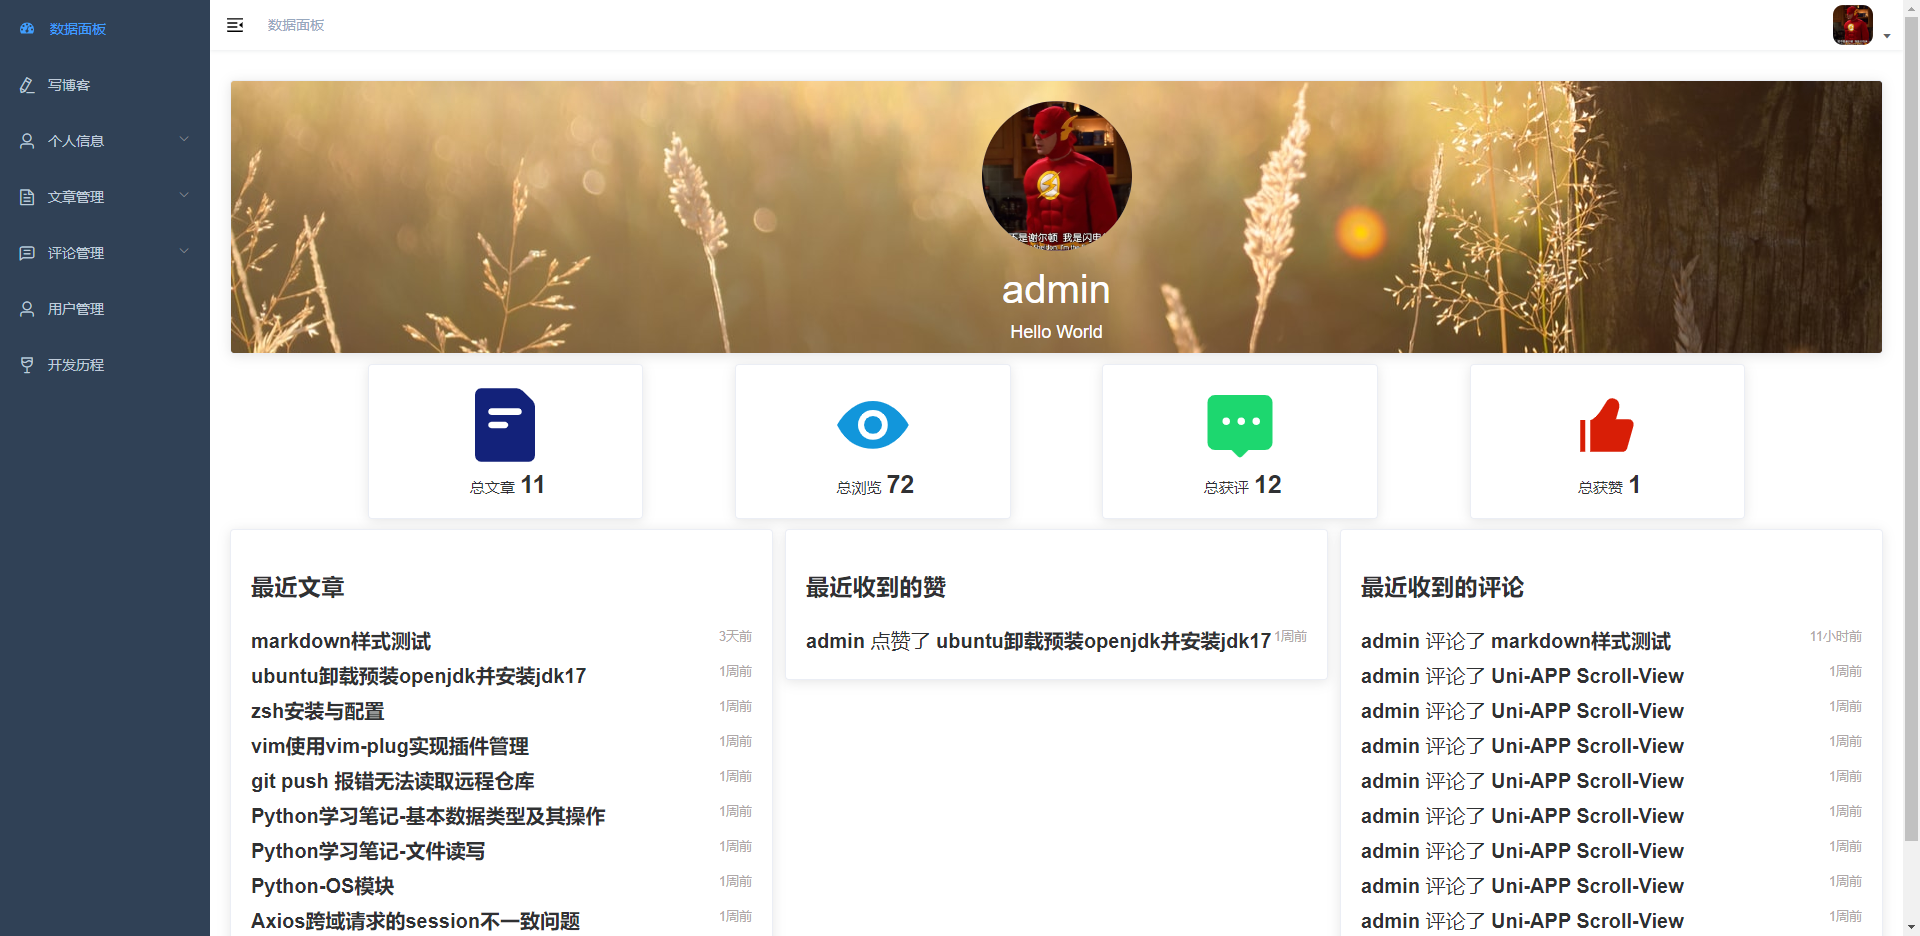 数据面板
写博客
个人信息
文章管理
评论管理
用户管理
开发历程
数据面板
不是谢尔顿 我是闪电
admin
Hello World
总文章 11
总浏览 72
总获评 12
总获赞 1
最近文章
markdown样式测试 3天前
ubuntu卸载预装openjdk并安装jdk17 1周前
zsh安装与配置 1周前
vim使用vim-plug实现插件管理 1周前
git push 报错无法读取远程仓库 1周前
Python学习笔记-基本数据类型及其操作 1周前
Python学习笔记-文件读写 1周前
Python-OS模块 1周前
Axios跨域请求的session不一致问题 1周前
最近收到的赞
admin 点赞了 ubuntu卸载预装openjdk并安装jdk17 1周前
最近收到的评论
admin 评论了 markdown样式测试 11小时前
admin 评论了 Uni-APP Scroll-View 1周前
admin 评论了 Uni-APP Scroll-View 1周前
admin 评论了 Uni-APP Scroll-View 1周前
admin 评论了 Uni-APP Scroll-View 1周前
admin 评论了 Uni-APP Scroll-View 1周前
admin 评论了 Uni-APP Scroll-View 1周前
admin 评论了 Uni-APP Scroll-View 1周前
admin 评论了 Uni-APP Scroll-View 1周前